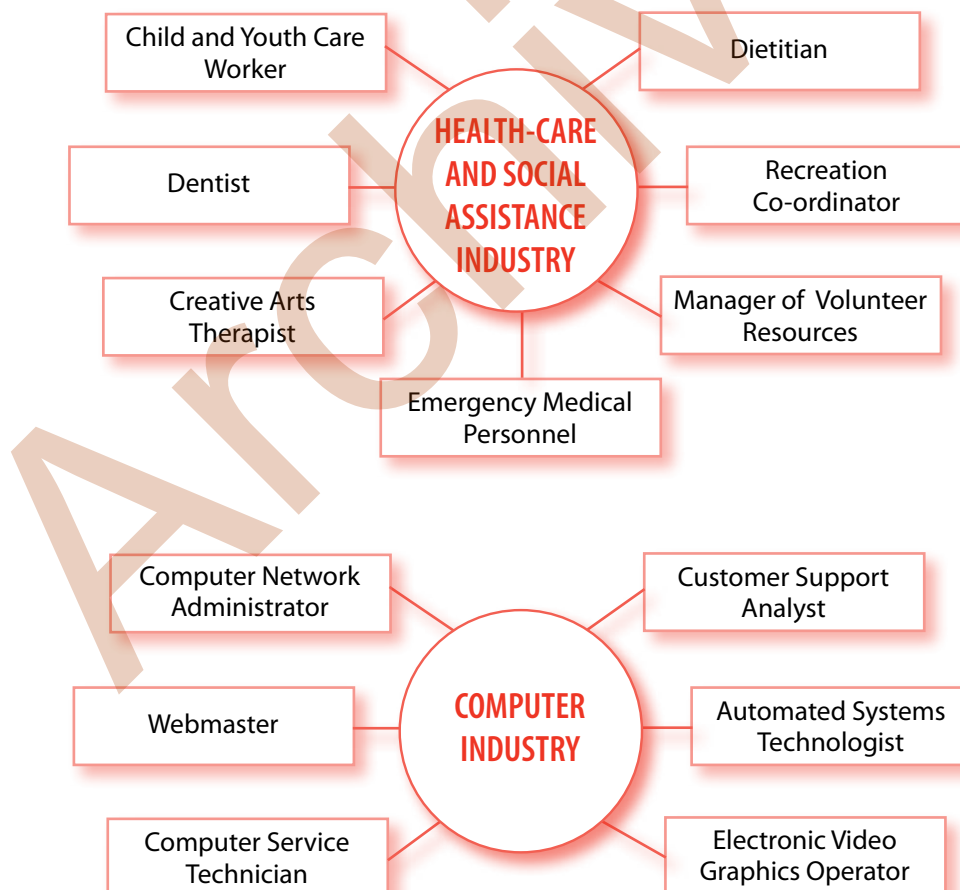 Child and Youth Care
Worker
Dietitian
HEALTH-CARE
AND SOCIAL
ASSISTANCE
INDUSTRY
Dentist
Recreation
Co-ordinator
Creative Arts
Therapist
Manager of Volunteer
Resources
Emergency Medical
Personnel
Computer Network
Administrator
Customer Support
Analyst
COMPUTER
INDUSTRY
Webmaster
Automated Systems
Technologist
Computer Service
Technician
Electronic Video
Graphics Operator
Archiv